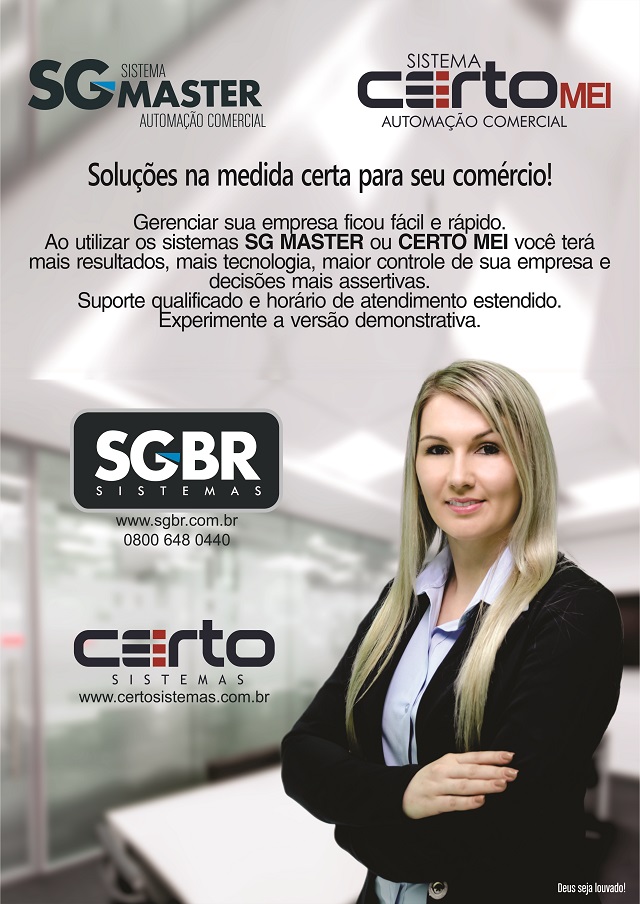 SG MASTER
SISTEMA
AUTOMAÇÃO COMERCIAL
SISTEMA
CERTO MEI
AUTOMAÇÃO COMERCIAL
Soluções na medida certa para seu comércio!
Gerenciar sua empresa ficou fácil e rápido.
Ao utilizar os sistemas SG MASTER ou CERTO MEI você terá
mais resultados, mais tecnologia, maior controle de sua empresa e
decisões mais assertivas.
Suporte qualificado e horário de atendimento estendido.
Experimente a versão demonstrativa.
SGBR
SISTEMAS
www.sgbr.com.br
0800 648 0440
CERTO
SISTEMAS
www.certosistemas.com.br
Deus seja louvado!